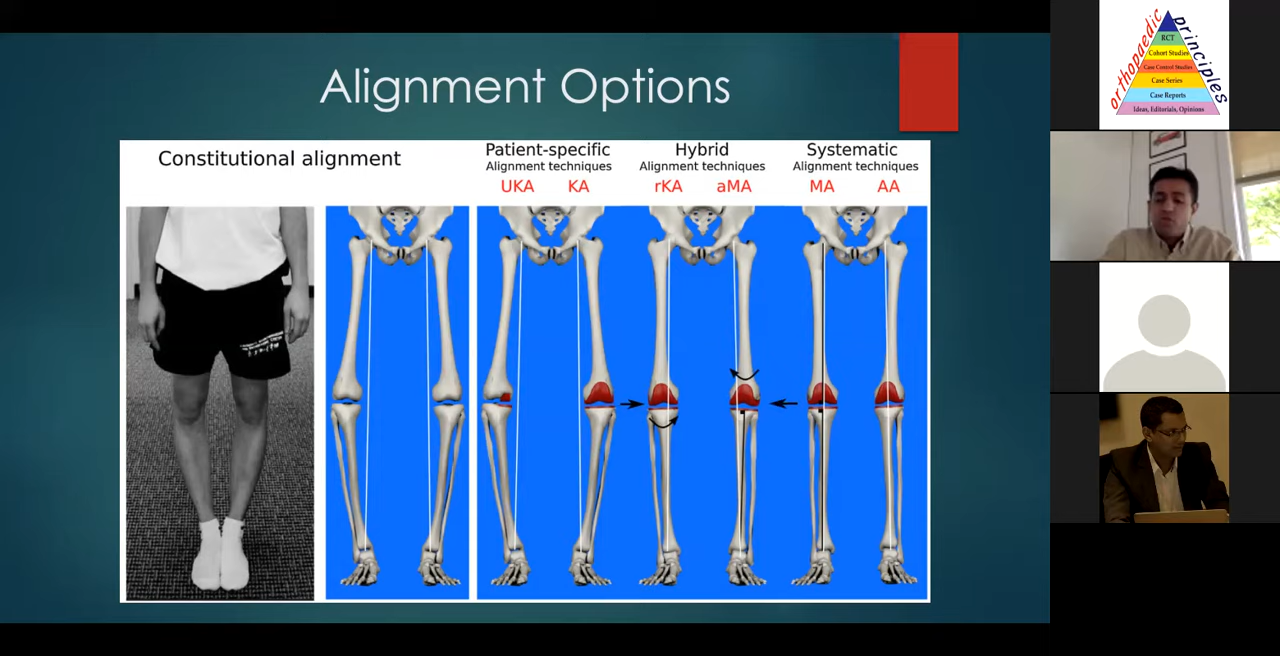 Alignment Options
Constitutional alignment
Patient-specific
Alignment techniques
UKA KA
Hybrid
Alignment techniques
rKA aMA
Systematic
Alignment techniques
MA AA
orthopaedic
principles
RCT
Cohort Studies
Case Control Studies
Case Series
Case Reports
Ideas, Editorials, Opinions